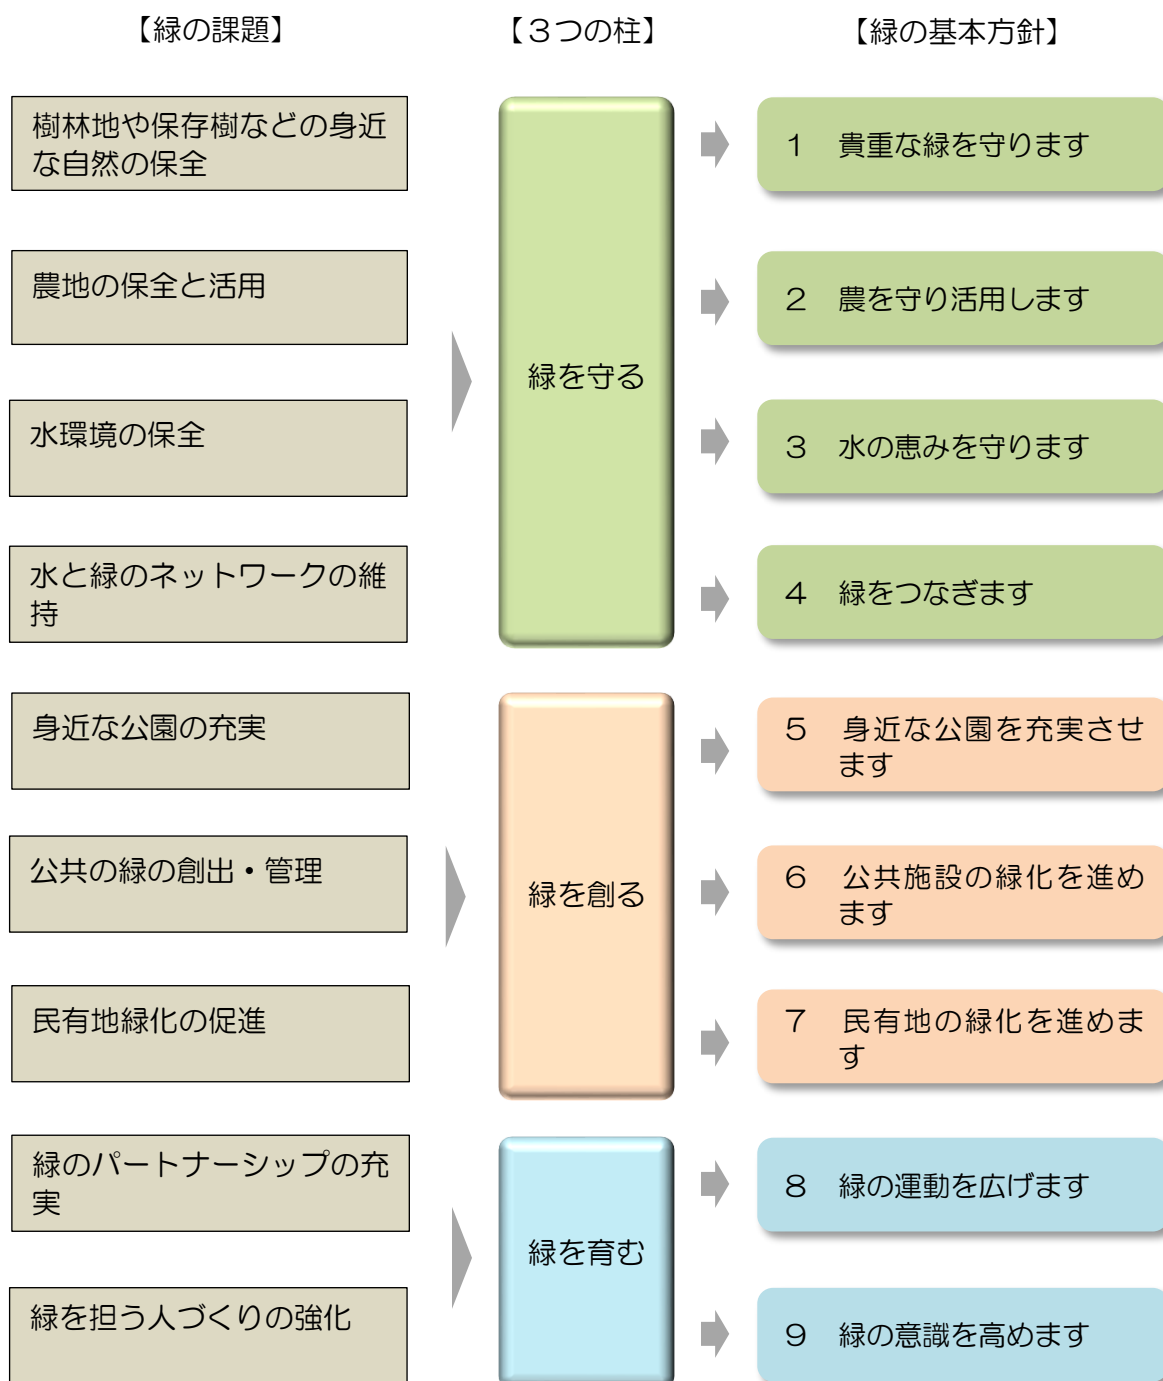 【緑の課題】
【３つの柱】
【緑の基本方針】
樹林地や保存樹などの身近
な自然の保全
農地の保全と活用
水環境の保全
水と緑のネットワークの維
持
緑を守る
１　貴重な緑を守ります
２　農を守り活用します
３　水の恵みを守ります
４　緑をつなぎます
身近な公園の充実
公共の緑の創出・管理
民有地緑化の促進
緑を創る
５　身近な公園を充実させ
ます
６　公共施設の緑化を進め
ます
７　民有地の緑化を進めま
す
緑のパートナーシップの充
実
緑を担う人づくりの強化
緑を育む
８　緑の運動を広げます
９　緑の意識を高めます